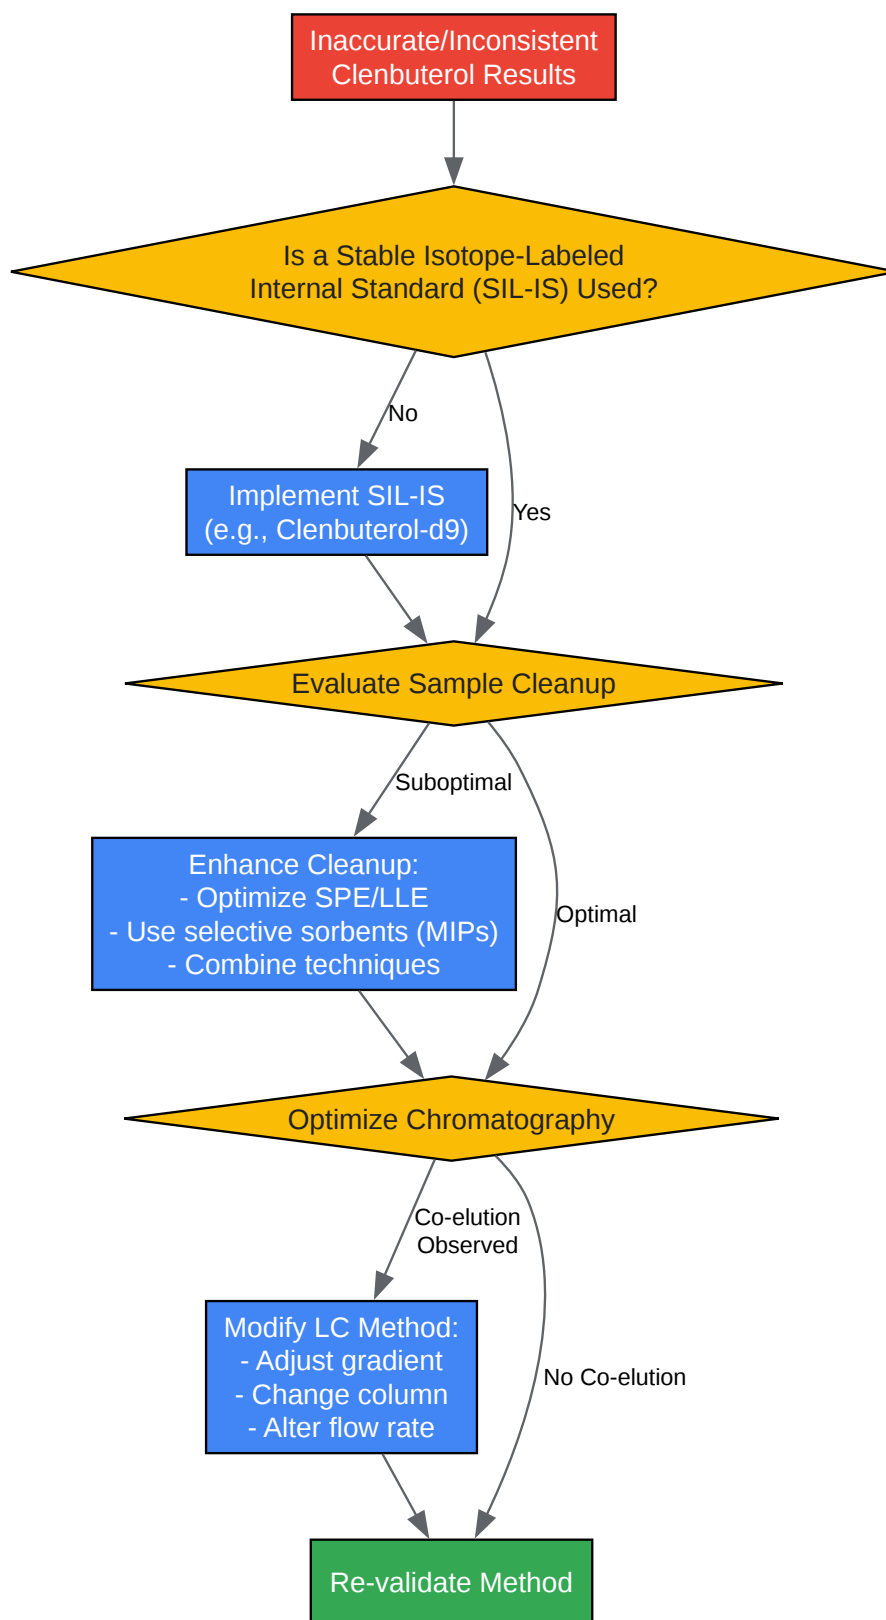 Inaccurate/Inconsistent
Clenbuterol Results
Is a Stable Isotope-Labeled
Internal Standard (SIL-IS) Used?
No
Implement SIL-IS
(e.g., Clenbuterol-d9)
Yes
Evaluate Sample Cleanup
Suboptimal
Enhance Cleanup:
- Optimize SPE/LLE
- Use selective sorbents (MIPs)
- Combine techniques
Optimal
Optimize Chromatography
Co-elution
Observed
Modify LC Method:
- Adjust gradient
- Change column
- Alter flow rate
No Co-elution
Re-validate Method